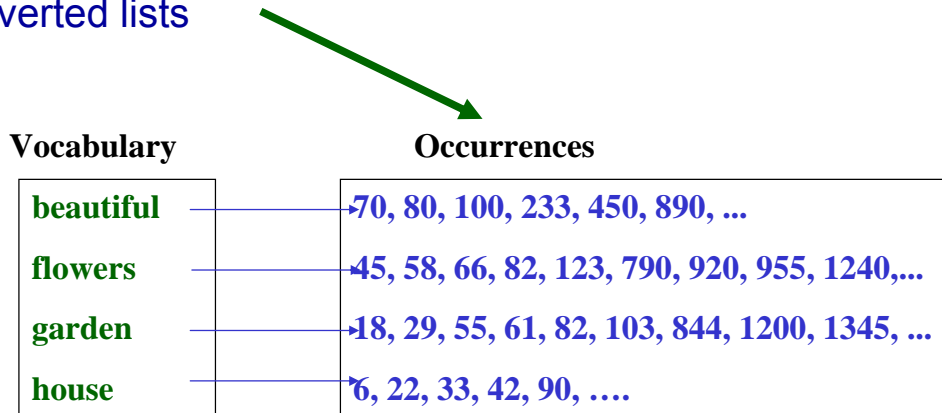 verted lists
Vocabulary Occurrences
beautiful 70, 80, 100, 233, 450, 890, ...
flowers 45, 58, 66, 82, 123, 790, 920, 955, 1240,...
garden 18, 29, 55, 61, 82, 103, 844, 1200, 1345, ...
house 6, 22, 33, 42, 90, ….